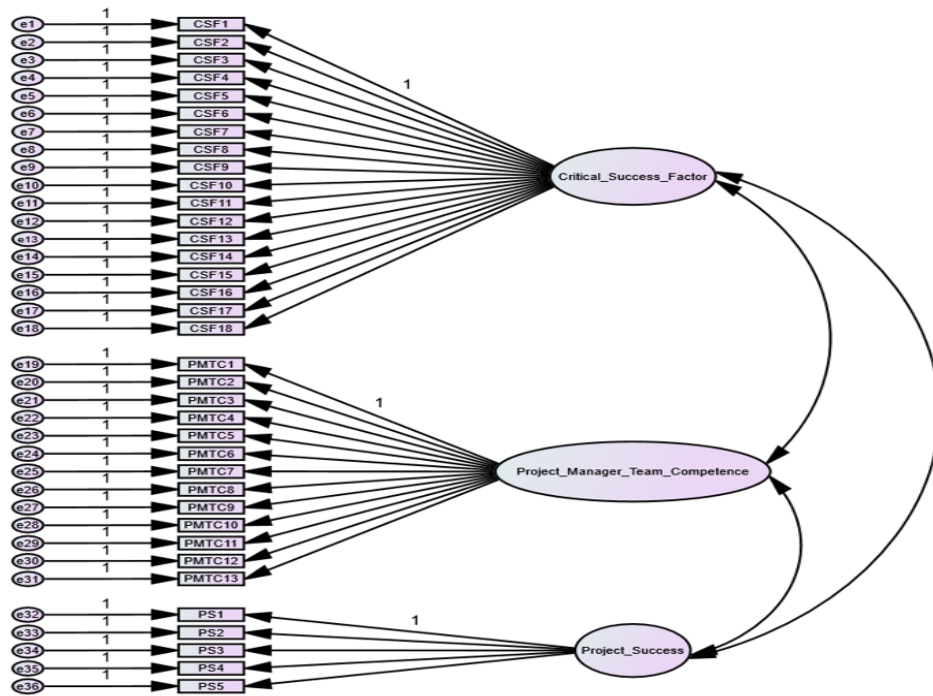 e1 1 CSF1
e2 1 CSF2
e3 1 CSF3
e4 1 CSF4
e5 1 CSF5 1
e6 1 CSF6
e7 1 CSF7
e8 1 CSF8
e9 1 CSF9 Critical_Success_Factor
e10 1 CSF10
e11 1 CSF11
e12 1 CSF12
e13 1 CSF13
e14 1 CSF14
e15 1 CSF15
e16 1 CSF16
e17 1 CSF17
e18 1 CSF18
e19 1 PMTC1
e20 1 PMTC2
e21 1 PMTC3 1
e22 1 PMTC4
e23 1 PMTC5
e24 1 PMTC6
e25 1 PMTC7 Project_Manager_Team_Competence
e26 1 PMTC8
e27 1 PMTC9
e28 1 PMTC10
e29 1 PMTC11
e30 1 PMTC12
e31 1 PMTC13
e32 1 PS1 1
e33 1 PS2
e34 1 PS3 Project_Success
e35 1 PS4
e36 1 PS5